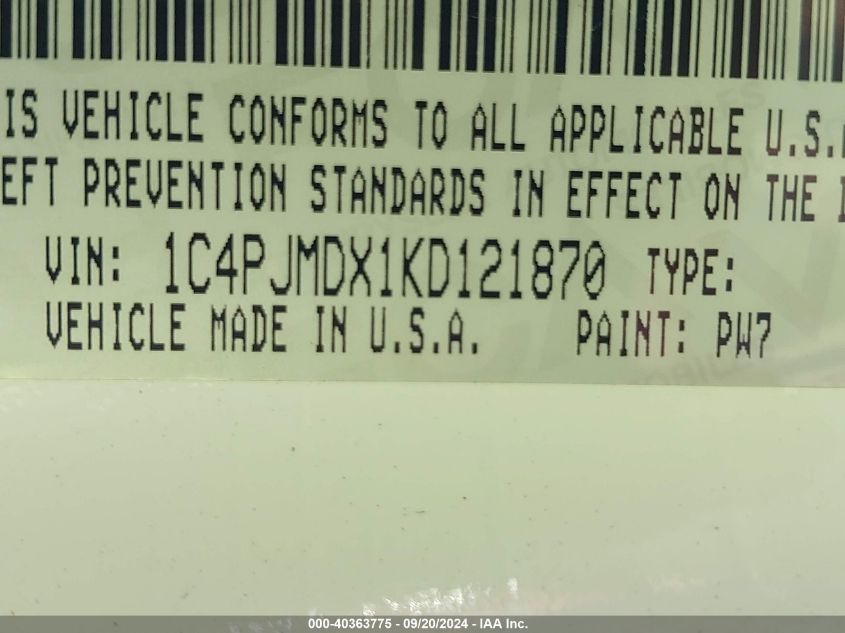 IS VEHICLE CONFORMS TO ALL APPLICABLE U.S.
EFT PREVENTION STANDARDS IN EFFECT ON THE
VIN: 1C4PJMDX1KD121870 TYPE:
VEHICLE MADE IN U.S.A. PAINT: PW7
000-40363775 - 09/20/2024 - IAA Inc.